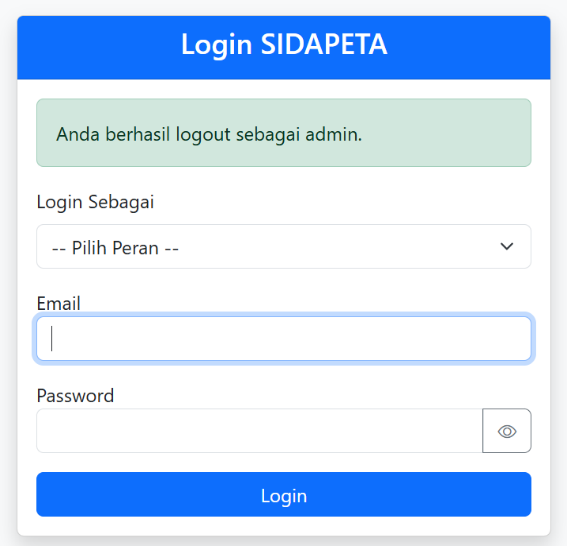 Login SIDAPETA
Anda berhasil logout sebagai admin.
Login Sebagai
-- Pilih Peran --
Email
Password
Login